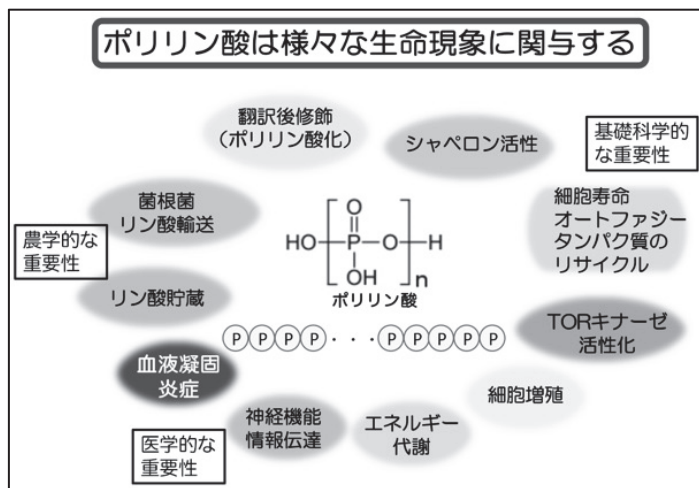 ポリリン酸は様々な生命現象に関与する
翻訳後修飾
（ポリリン酸化）
シャペロン活性
基礎科学的
な重要性
菌根菌
リン酸輸送
細胞寿命
オートファジー
タンパク質の
リサイクル
農学的な
重要性
O
HO
P
O
H
OH
n
ポリリン酸
リン酸貯蔵
TORキナーゼ
活性化
PPPP・・・PPPPP
血液凝固
炎症
細胞増殖
神経機能
情報伝達
エネルギー
代謝
医学的な
重要性